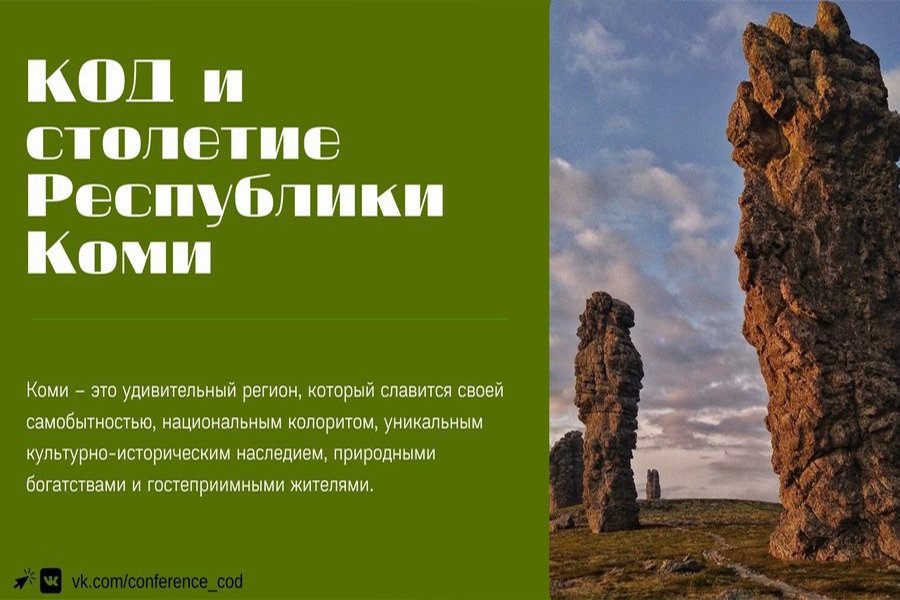 КОД и
столетие
Республики
Коми
Коми – это удивительный регион, который славится своей
самобытностью, национальным колоритом, уникальным
культурно-историческим наследием, природными
богатствами и гостеприимными жителями.
vk.com/conference_cod